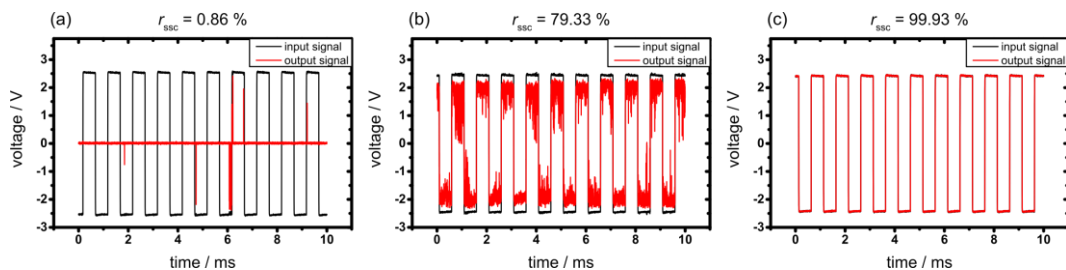 (a) r_ssc = 0.86 %
input signal
output signal
3
2
1
0
-1
-2
-3
voltage / V
0 2 4 6 8 10
time / ms
(b) r_ssc = 79.33 %
input signal
output signal
3
2
1
0
-1
-2
-3
voltage / V
0 2 4 6 8 10
time / ms
(c) r_ssc = 99.93 %
input signal
output signal
3
2
1
0
-1
-2
-3
voltage / V
0 2 4 6 8 10
time / ms